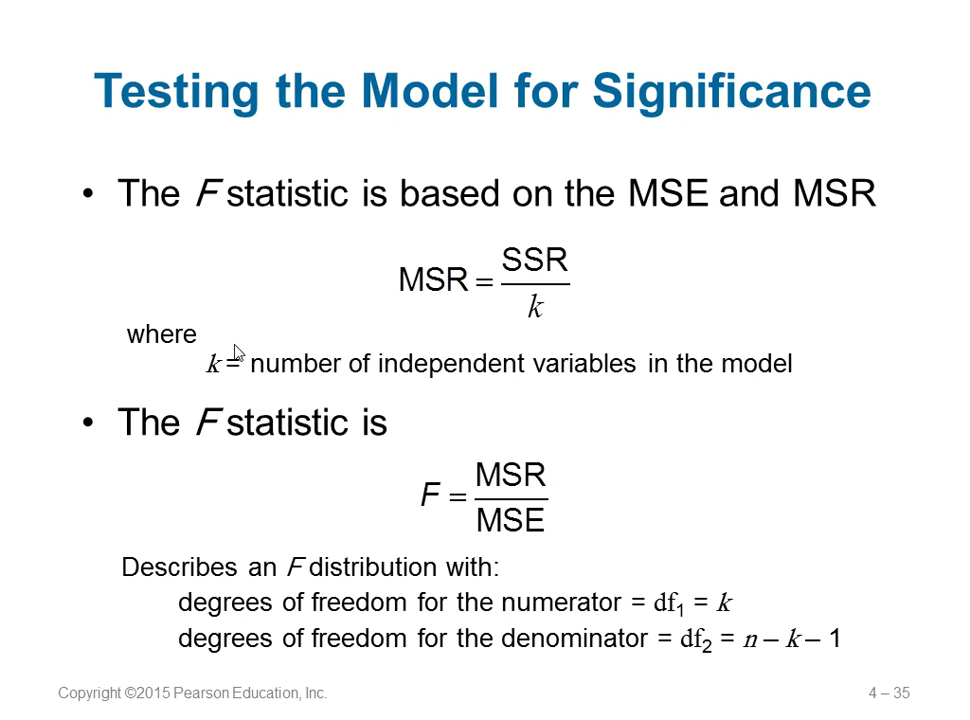 Testing the Model for Significance
• The F statistic is based on the MSE and MSR
MSR = SSR / k
where
k = number of independent variables in the model
• The F statistic is
F = MSR / MSE
Describes an F distribution with:
degrees of freedom for the numerator = df₁ = k
degrees of freedom for the denominator = df₂ = n – k – 1
Copyright ©2015 Pearson Education, Inc.
4 – 35